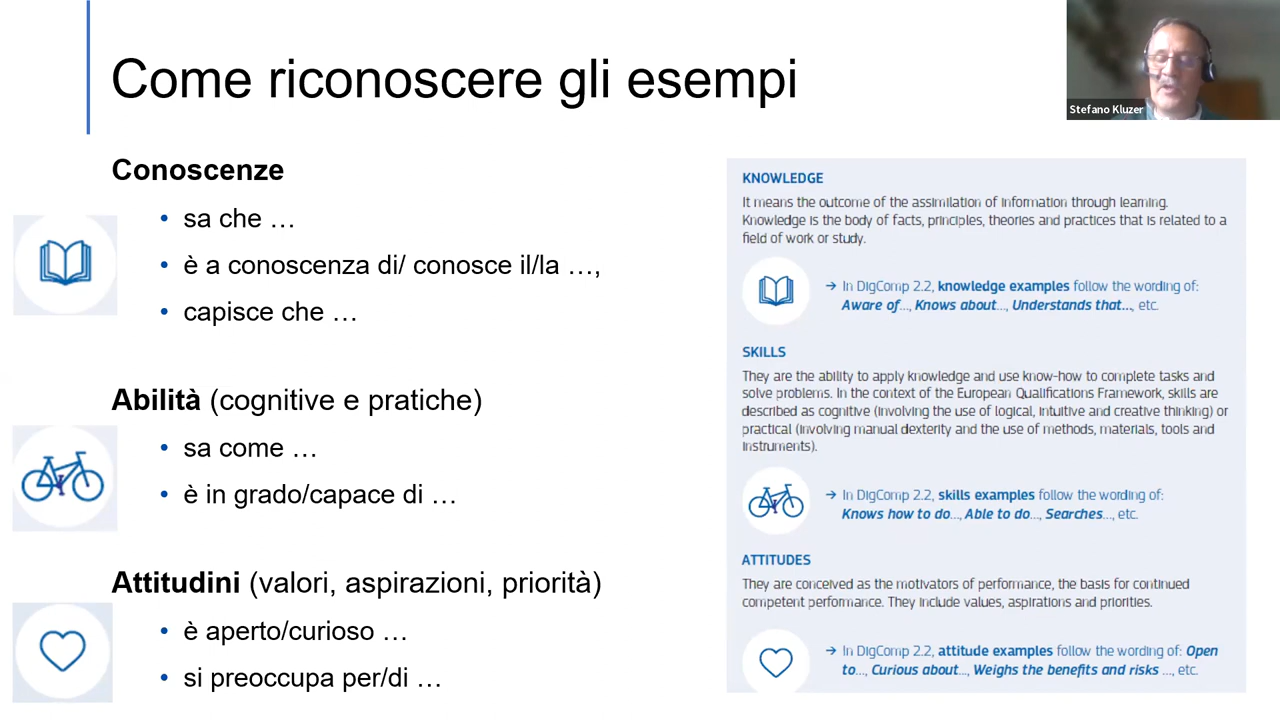 Come riconoscere gli esempi
Stefano Kluzer
Conoscenze
• sa che …
• è a conoscenza di/ conosce il/la …,
• capisce che …
Abilità (cognitive e pratiche)
• sa come …
• è in grado/capace di …
Attitudini (valori, aspirazioni, priorità)
• è aperto/curioso …
• si preoccupa per/di …
KNOWLEDGE
It means the outcome of the assimilation of information through learning.
Knowledge is the body of facts, principles, theories and practices that is related to a
field of work or study.
→ In DigComp 2.2, knowledge examples follow the wording of:
Aware of..., Knows about..., Understands that..., etc.
SKILLS
They are the ability to apply knowledge and use know-how to complete tasks and
solve problems. In the context of the European Qualifications Framework, skills are
described as cognitive (involving the use of logical, intuitive and creative thinking) or
practical (involving manual dexterity and the use of methods, materials, tools and
instruments).
→ In DigComp 2.2, skills examples follow the wording of:
Knows how to do..., Able to do..., Searches..., etc.
ATTITUDES
They are conceived as the motivators of performance, the basis for continued
competent performance. They include values, aspirations and priorities.
→ In DigComp 2.2, attitude examples follow the wording of: Open
to..., Curious about..., Weighs the benefits and risks ..., etc.